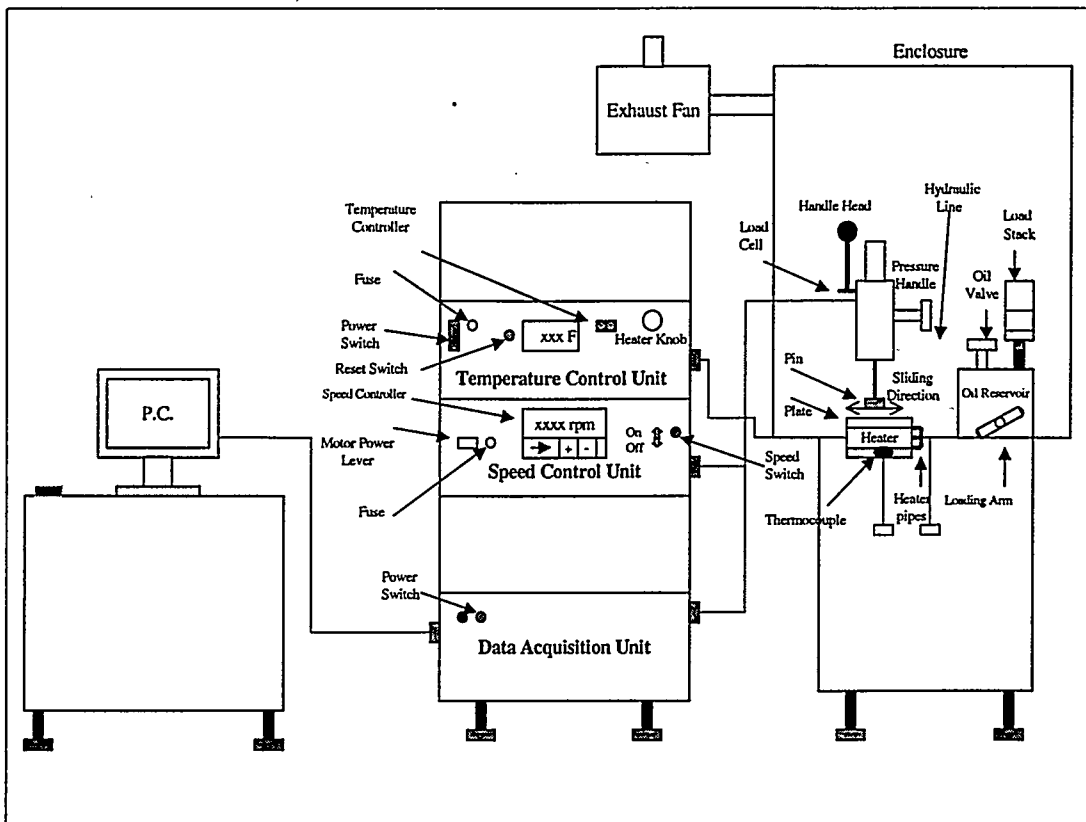 Enclosure
Exhaust Fan
Hydraulic
Line
Handle Head
Load
Cell
Load
Stack
Pressure
Handle
Oil
Valve
Temperature
Controller
Fuse
Power
Switch
xxx F
Heater Knob
Reset Switch
Temperature Control Unit
Pin
Sliding
Direction
Oil Reservoir
Plate
Heater
Speed Controller
P.C.
xxxx rpm
On
Off
+ -
Motor Power
Lever
Speed Control Unit
Speed
Switch
Fuse
Thermocouple
Heater
pipes
Loading Arm
Power
Switch
Data Acquisition Unit